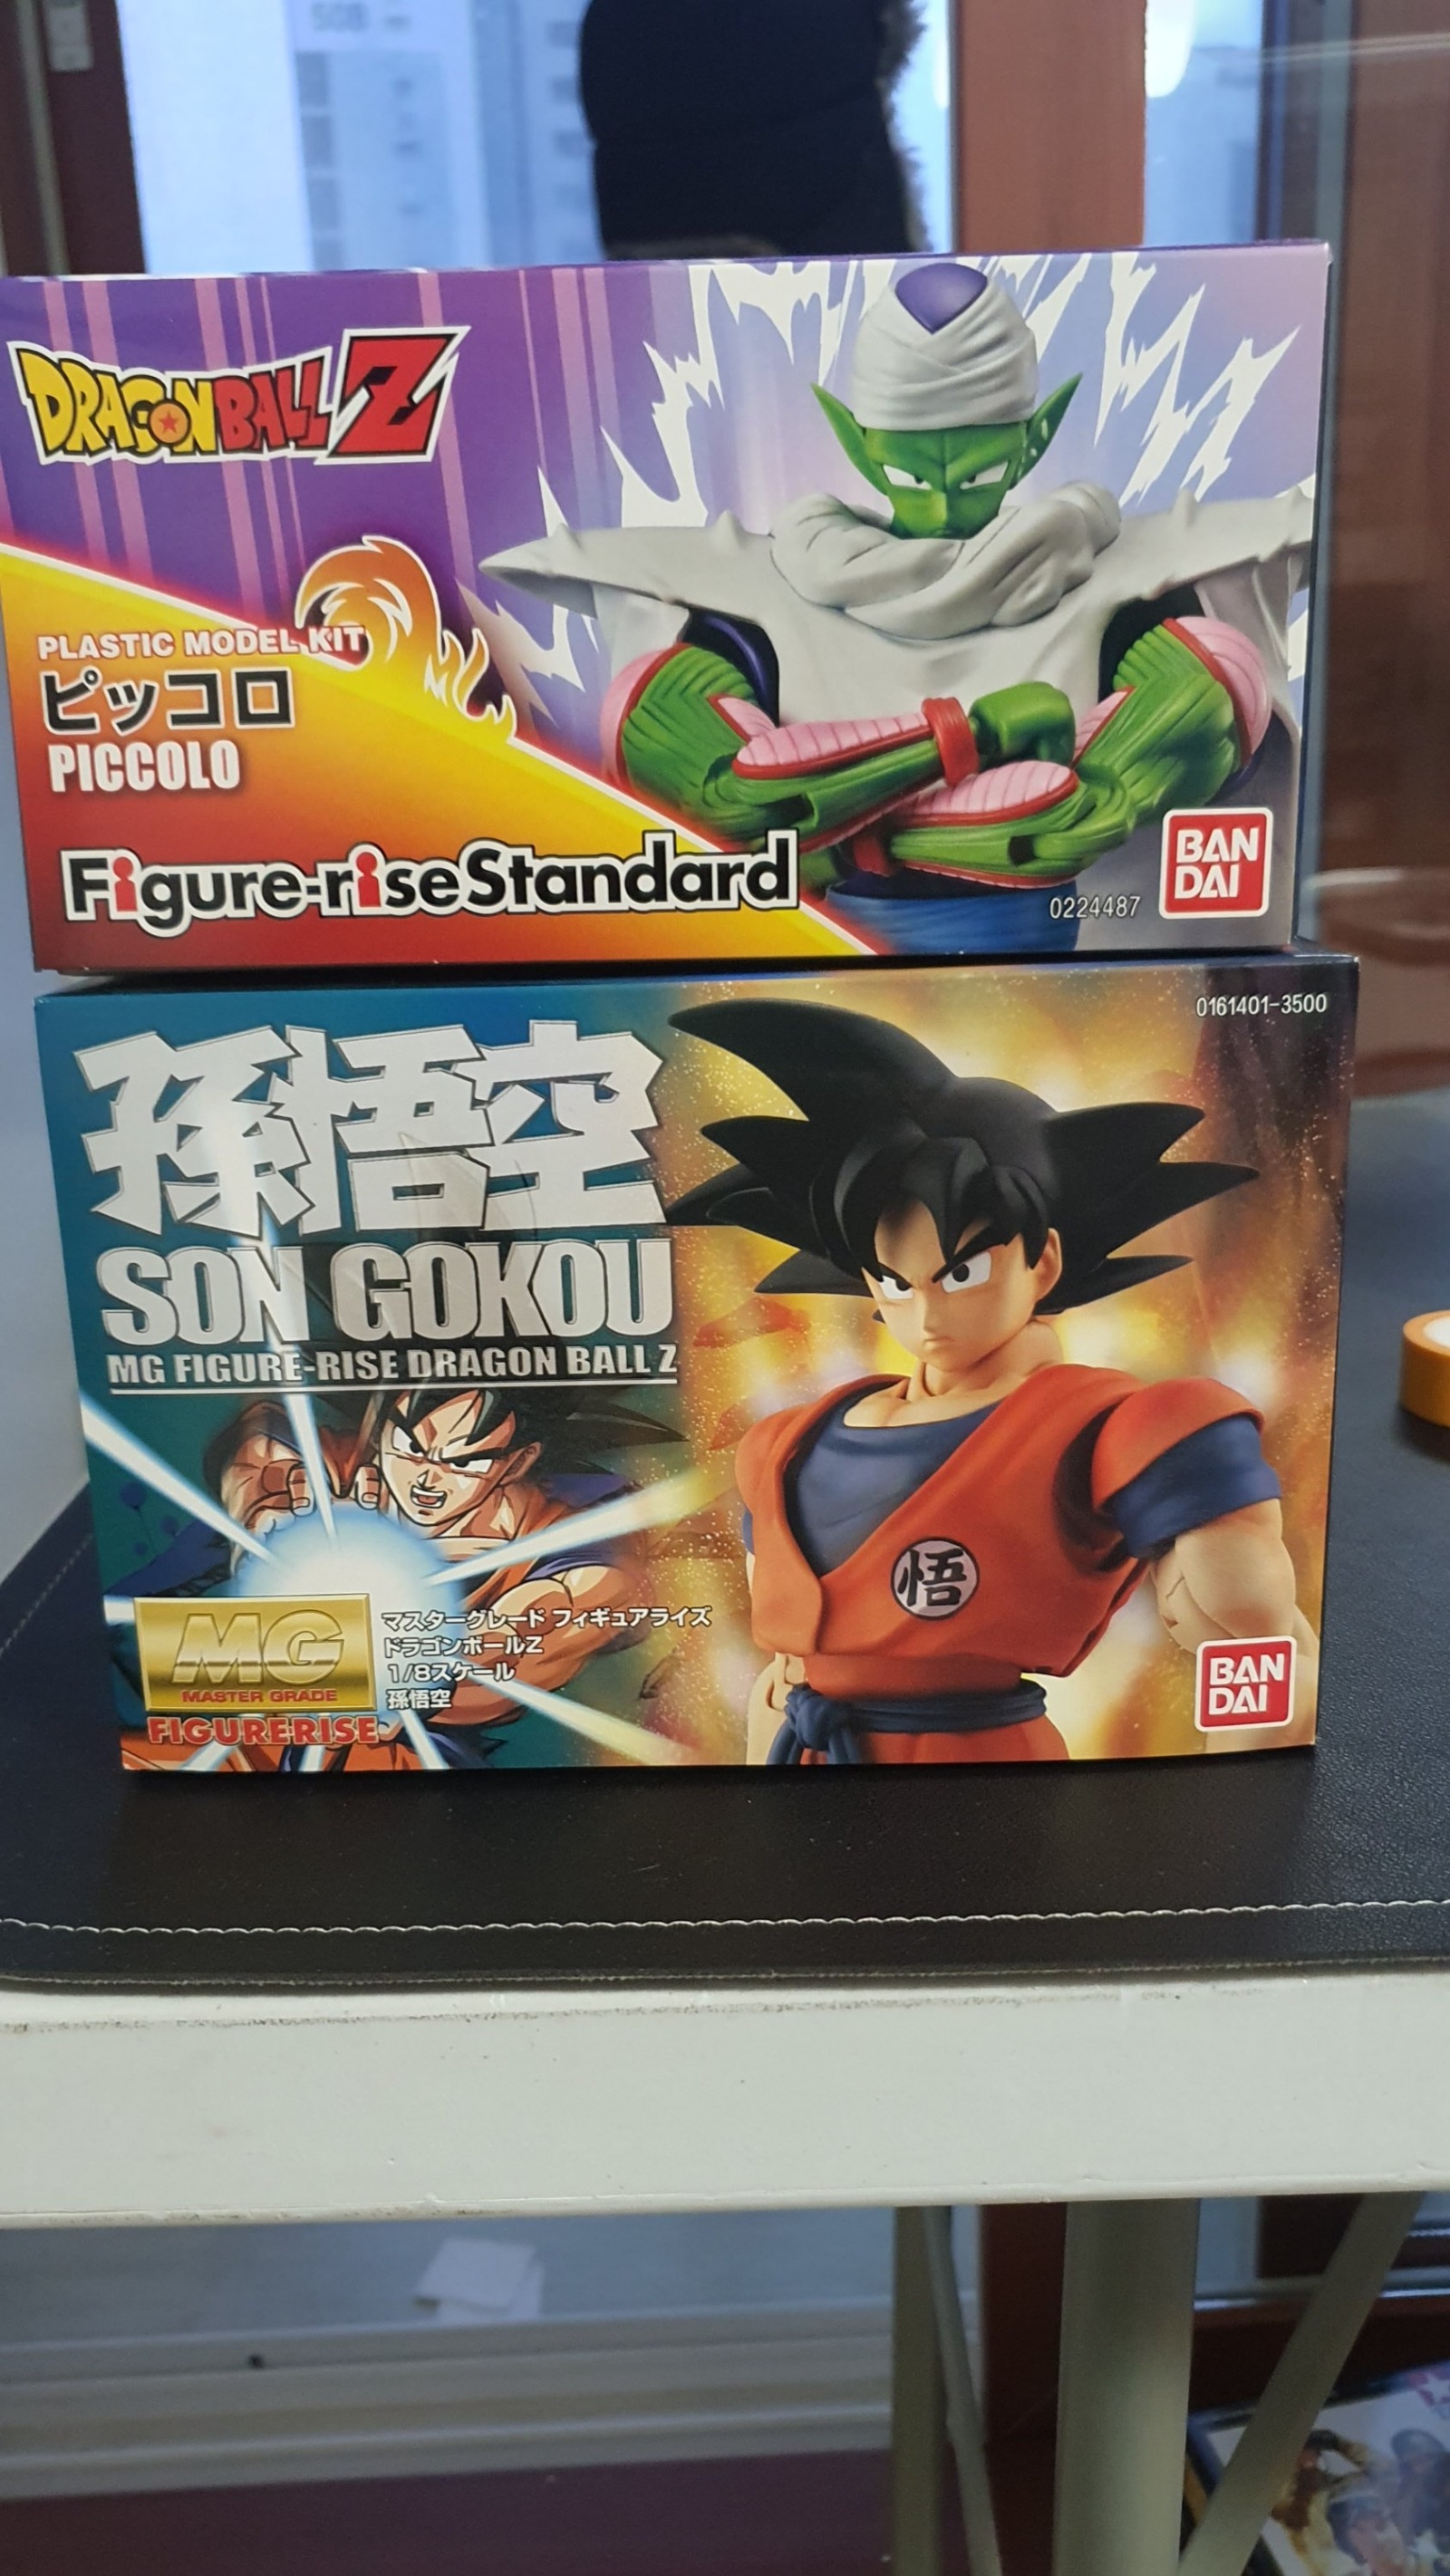 508
DRAGON BALL Z
PLASTIC MODEL KIT
ピッコロ
PICCOLO
Figure-riseStandard
0224487
BAN
DAI
0161401-3500
孫悟空
SON GOKOU
MG FIGURE-RISE DRAGON BALL Z
悟
MG
MASTER GRADE
FIGURE-RISE
マスターグレード フィギュアライズ
ドラゴンボールZ
1/8スケール
孫悟空
BAN
DAI